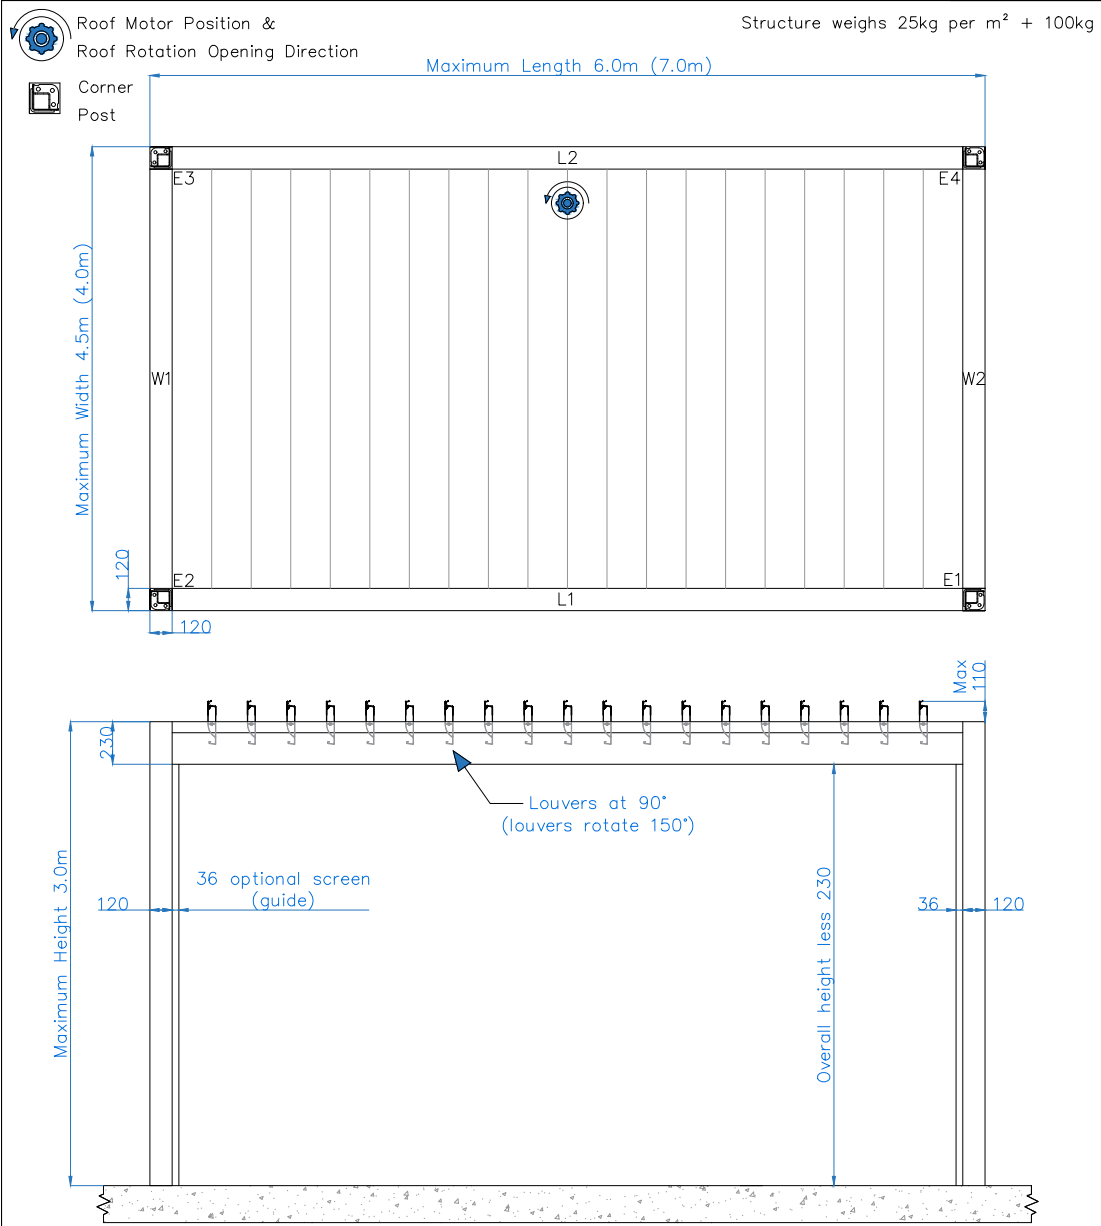 Roof Motor Position &
Roof Rotation Opening Direction
Structure weighs 25kg per m² + 100kg
Corner
Post
Maximum Length 6.0m (7.0m)
L2
E3
E4
Maximum Width 4.5m (4.0m)
W1
W2
120
E2
E1
L1
120
Max
110
230
Louvers at 90°
(louvers rotate 150°)
Maximum Height 3.0m
36 optional screen
(guide)
120
Overall height less 230
36
120